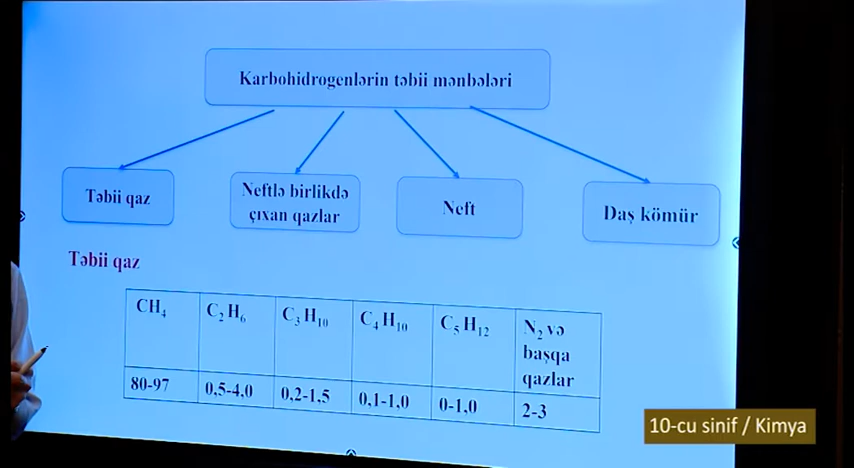 Karbohidrogenlərin təbii mənbələri
Təbii qaz
Neftlə birlikdə
çıxan qazlar
Neft
Daş kömür
Təbii qaz
CH₄ C₂H₆ C₃H₁₀ C₄H₁₀ C₅H₁₂ N₂ və
başqa
qazlar
80-97 0,5-4,0 0,2-1,5 0,1-1,0 0-1,0 2-3
10-cu sinif / Kimya